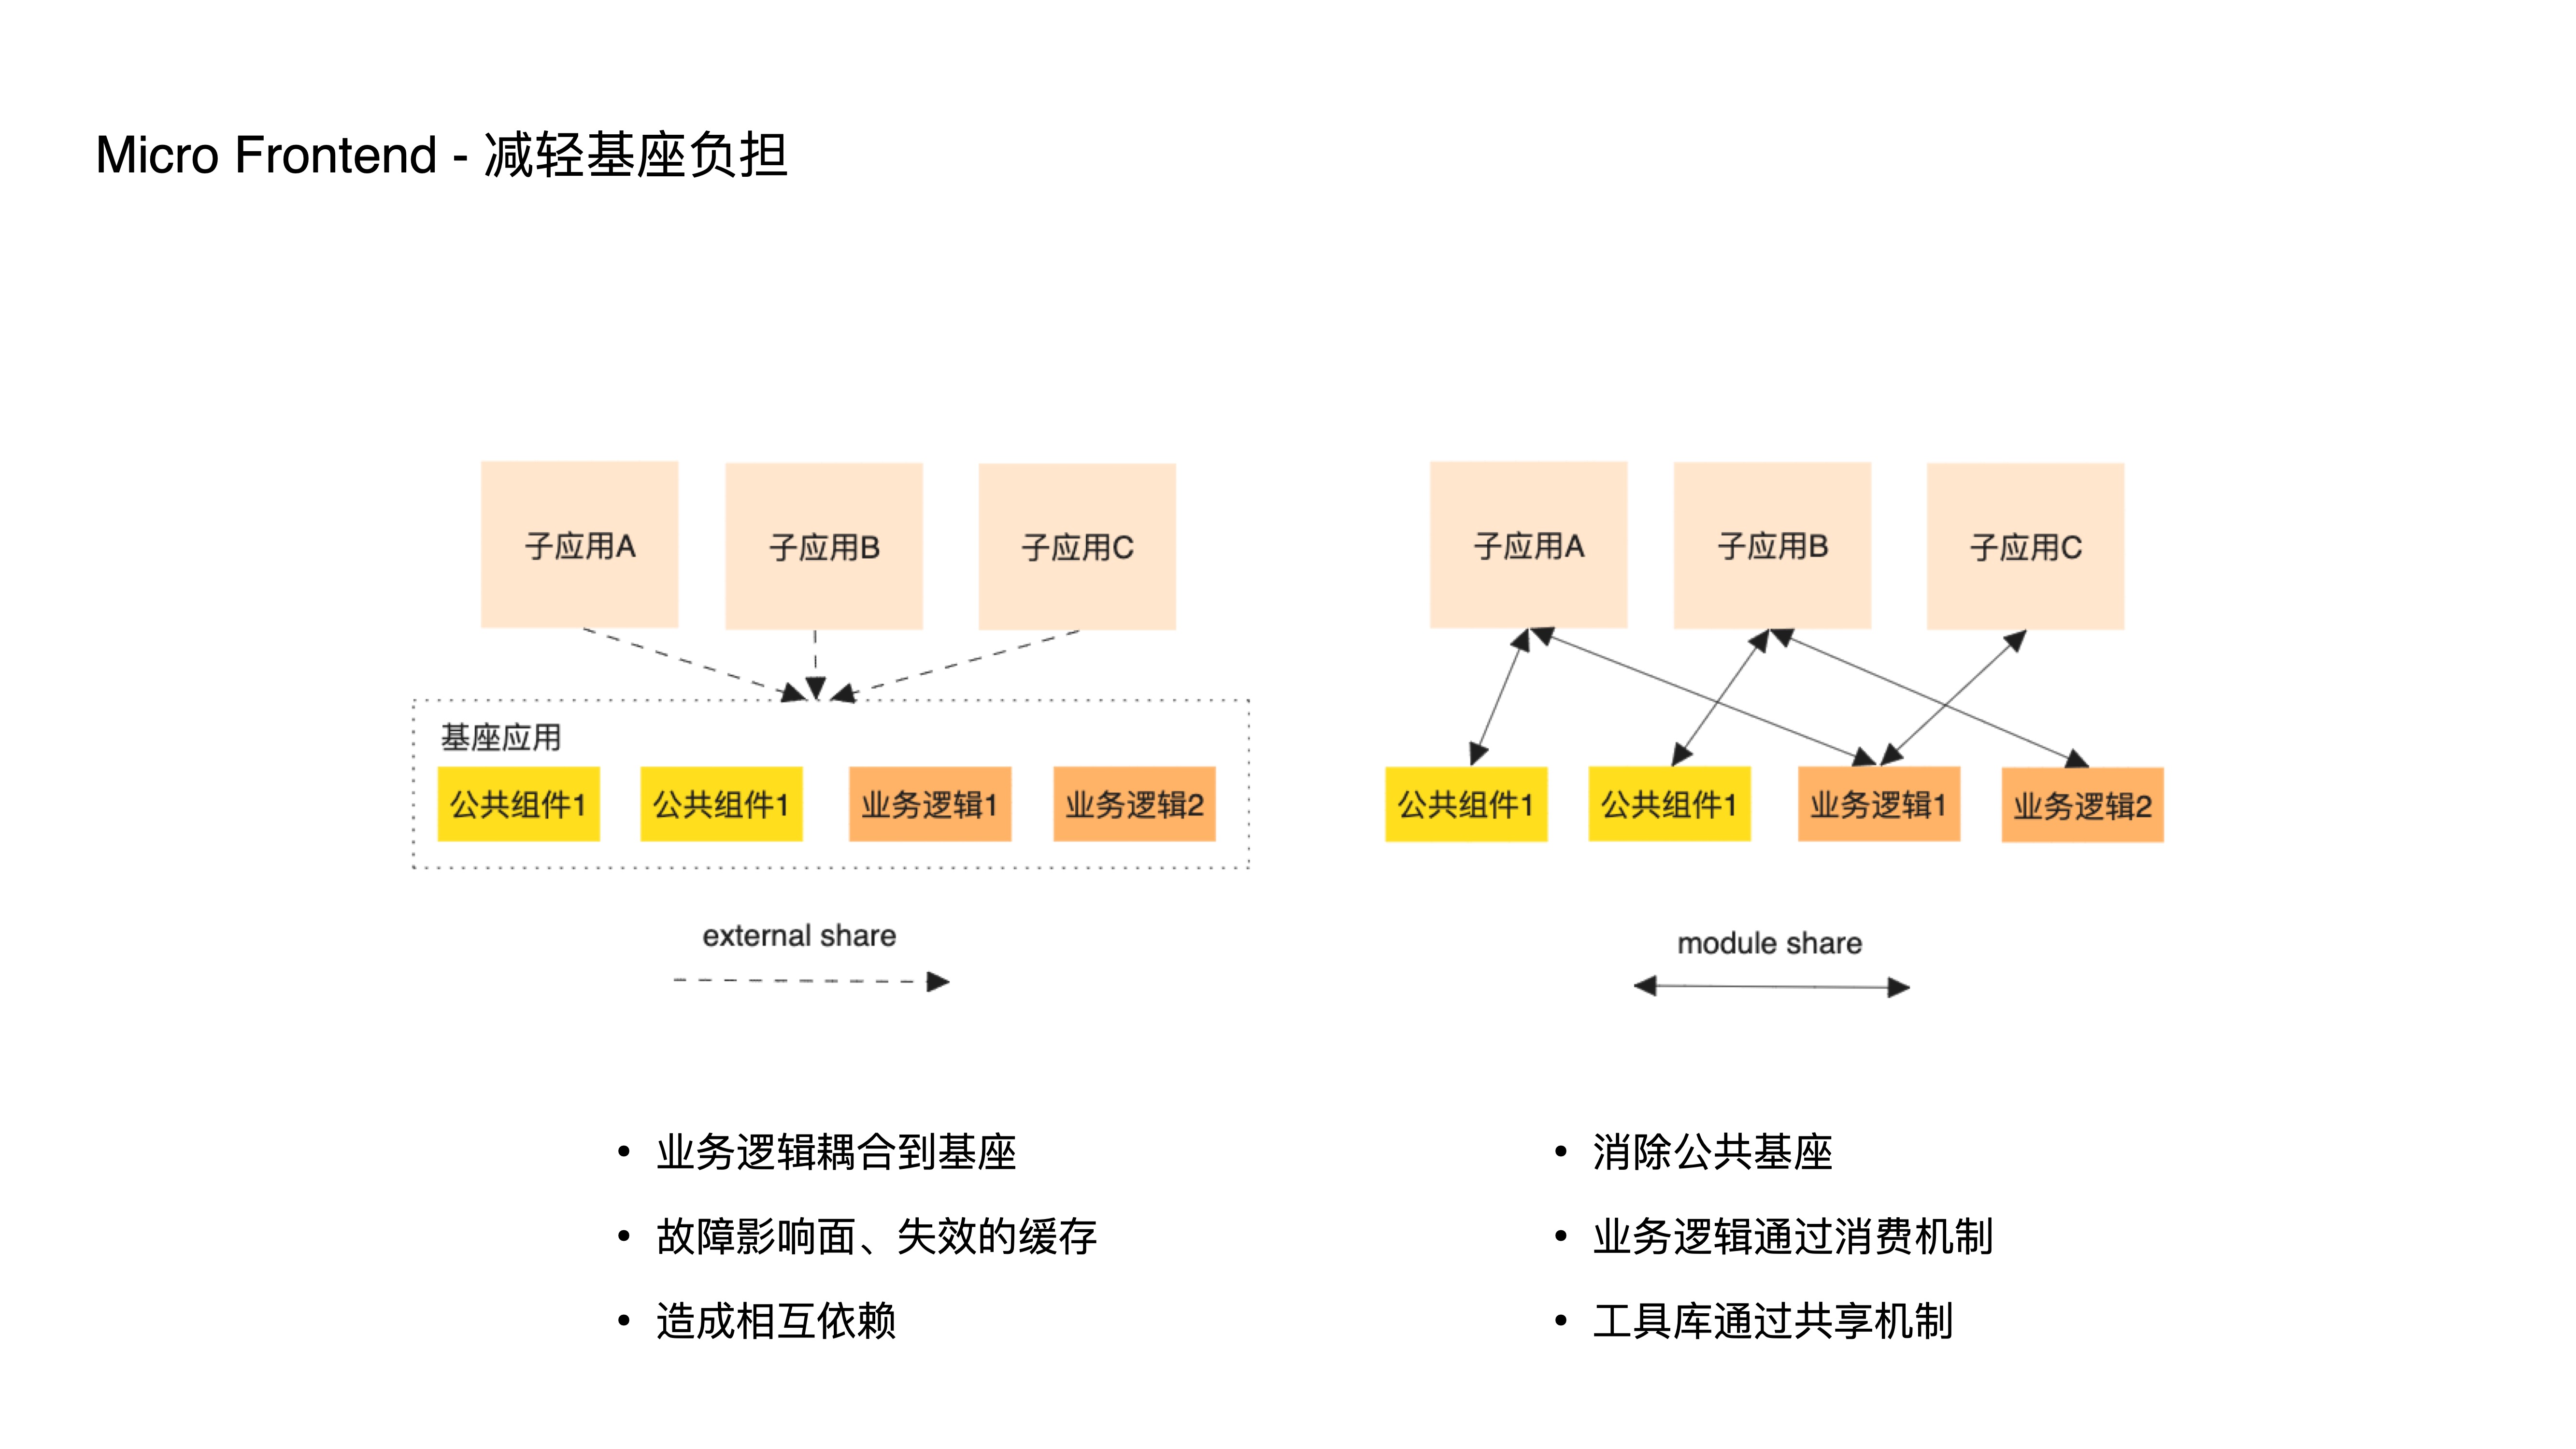 Micro Frontend - 减轻基座负担
子应用A
子应用B
子应用C
基座应用
公共组件1
公共组件1
业务逻辑1
业务逻辑2
external share
业务逻辑耦合到基座
故障影响面、失效的缓存
造成相互依赖
子应用A
子应用B
子应用C
公共组件1
公共组件1
业务逻辑1
业务逻辑2
module share
消除公共基座
业务逻辑通过消费机制
工具库通过共享机制